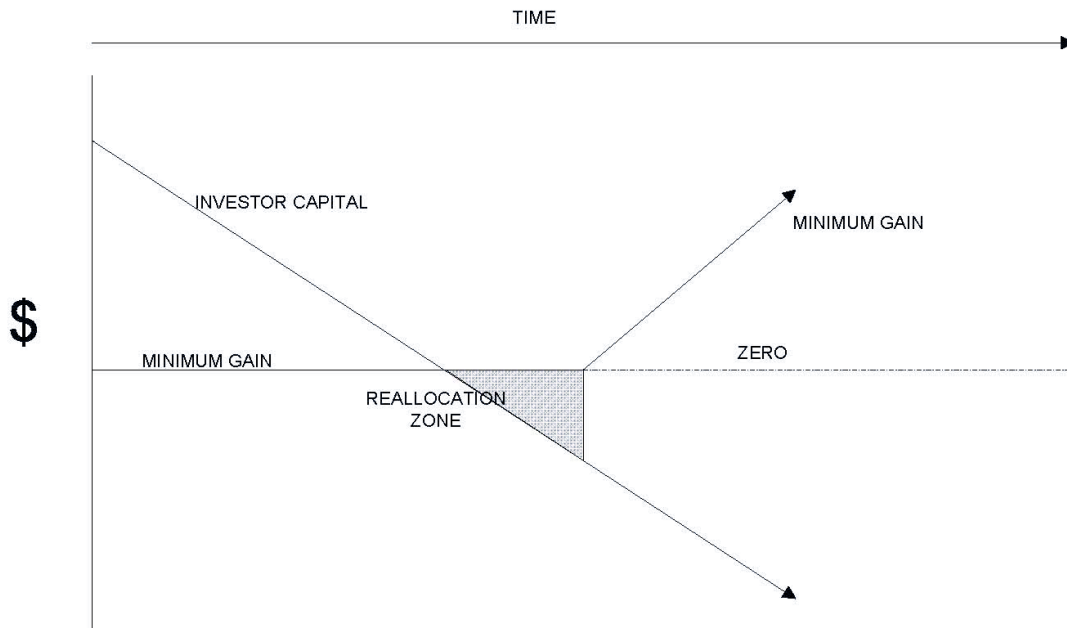 TIME
INVESTOR CAPITAL
MINIMUM GAIN
$
ZERO
MINIMUM GAIN
REALLOCATION
ZONE